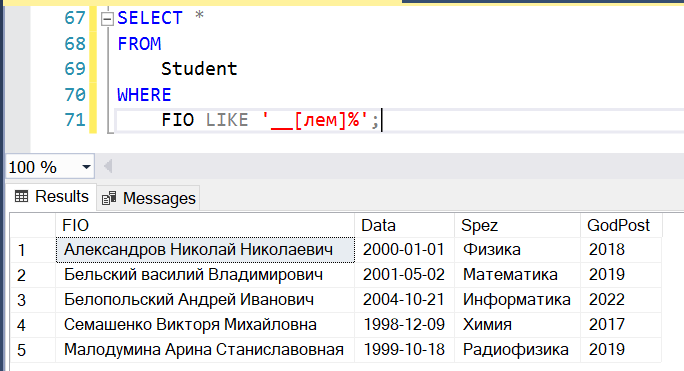 67 SELECT *
68 FROM
69 Student
70 WHERE
71 FIO LIKE '__[лем]%';
100 %
Results Messages
FIO Data Spez GodPost
1 Александров Николай Николаевич 2000-01-01 Физика 2018
2 Бельский василий Владимирович 2001-05-02 Математика 2019
3 Белопольский Андрей Иванович 2004-10-21 Информатика 2022
4 Семашенко Викторя Михайловна 1998-12-09 Химия 2017
5 Малодумина Арина Станиславовная 1999-10-18 Радиофизика 2019